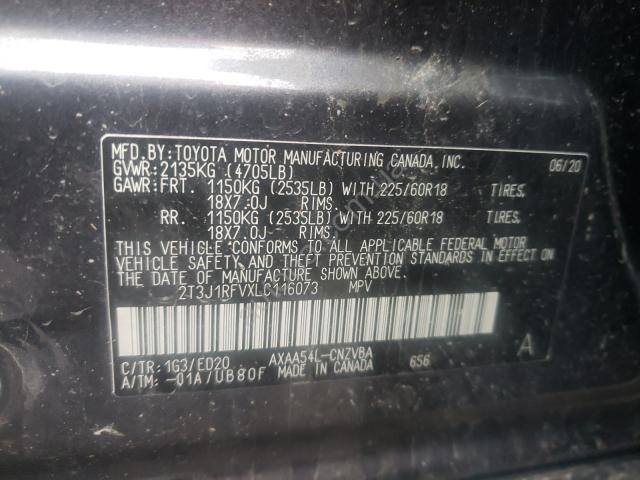 MFD.BY:TOYOTA MOTOR MANUFACTURING CANADA,INC. 06/20
GVWR:2135KG (4705LB)
GAWR:FRT. 1150KG (2535LB) WITH 225/60R18 TIRES,
18X7.0J RIMS.
RR. 1150KG (2535LB) WITH 225/60R18 TIRES,
18X7.0J RIMS.
THIS VEHICLE CONFORMS TO ALL APPLICABLE FEDERAL MOTOR
VEHICLE SAFETY, BUMPER, AND THEFT PREVENTION STANDARDS IN EFFECT ON
THE DATE OF MANUFACTURE SHOWN ABOVE.
2T3J1RFVXLC116073 MPV
C/TR: 1G3/ED20 AXAA54L-CNZVBA 656 A
A/TM: -01A/UB80F MADE IN CANADA